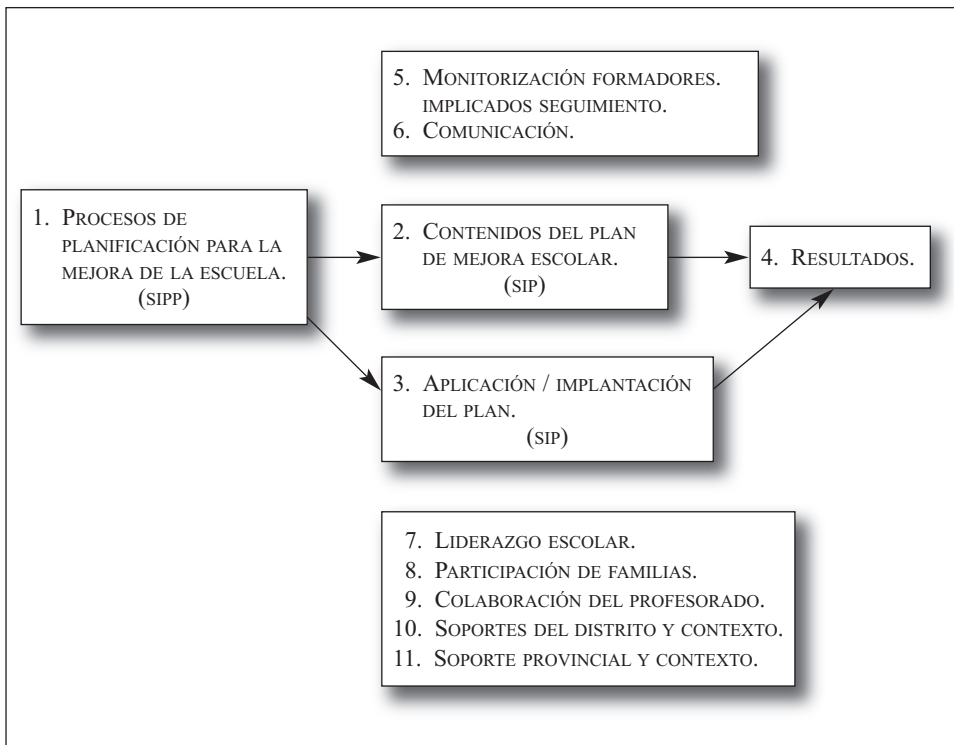 5. Monitorización formadores.
implicados seguimiento.
6. Comunicación.
1. Procesos de
planificación para la
mejora de la escuela.
(sipp)
2. Contenidos del plan
de mejora escolar.
(sip)
4. Resultados.
3. Aplicación / implantación
del plan.
(sip)
7. Liderazgo escolar.
8. Participación de familias.
9. Colaboración del profesorado.
10. Soportes del distrito y contexto.
11. Soporte provincial y contexto.